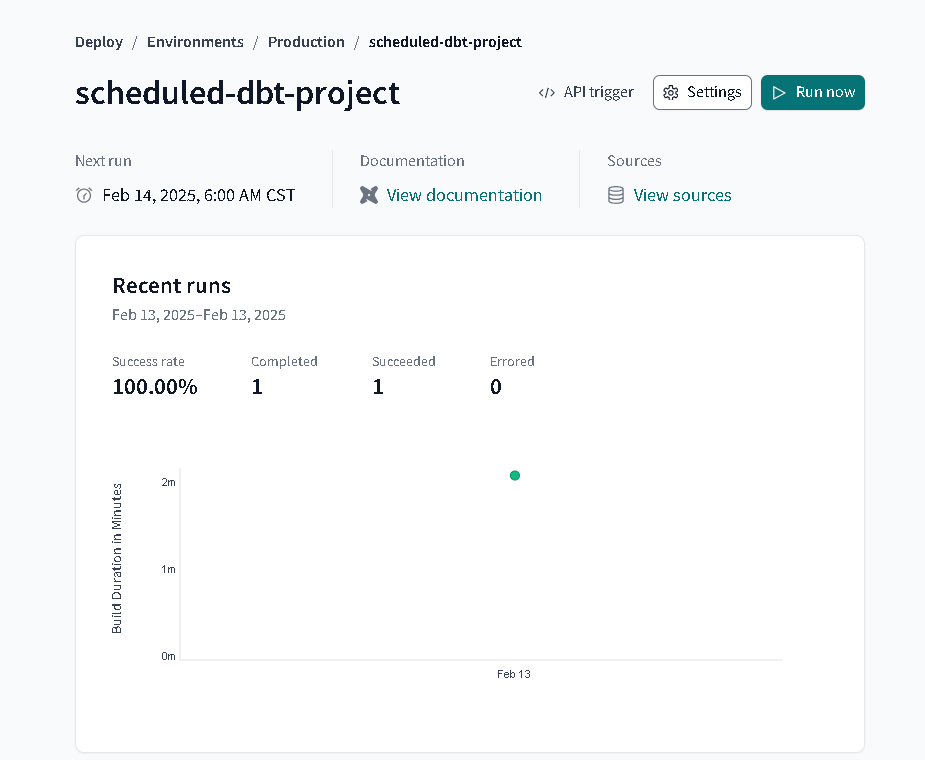 Deploy / Environments / Production / scheduled-dbt-project
scheduled-dbt-project
</> API trigger Settings Run now
Next run Documentation Sources
Feb 14, 2025, 6:00 AM CST View documentation View sources
Recent runs
Feb 13, 2025–Feb 13, 2025
Success rate Completed Succeeded Errored
100.00% 1 1 0
Build Duration in Minutes
2m
1m
0m
Feb 13